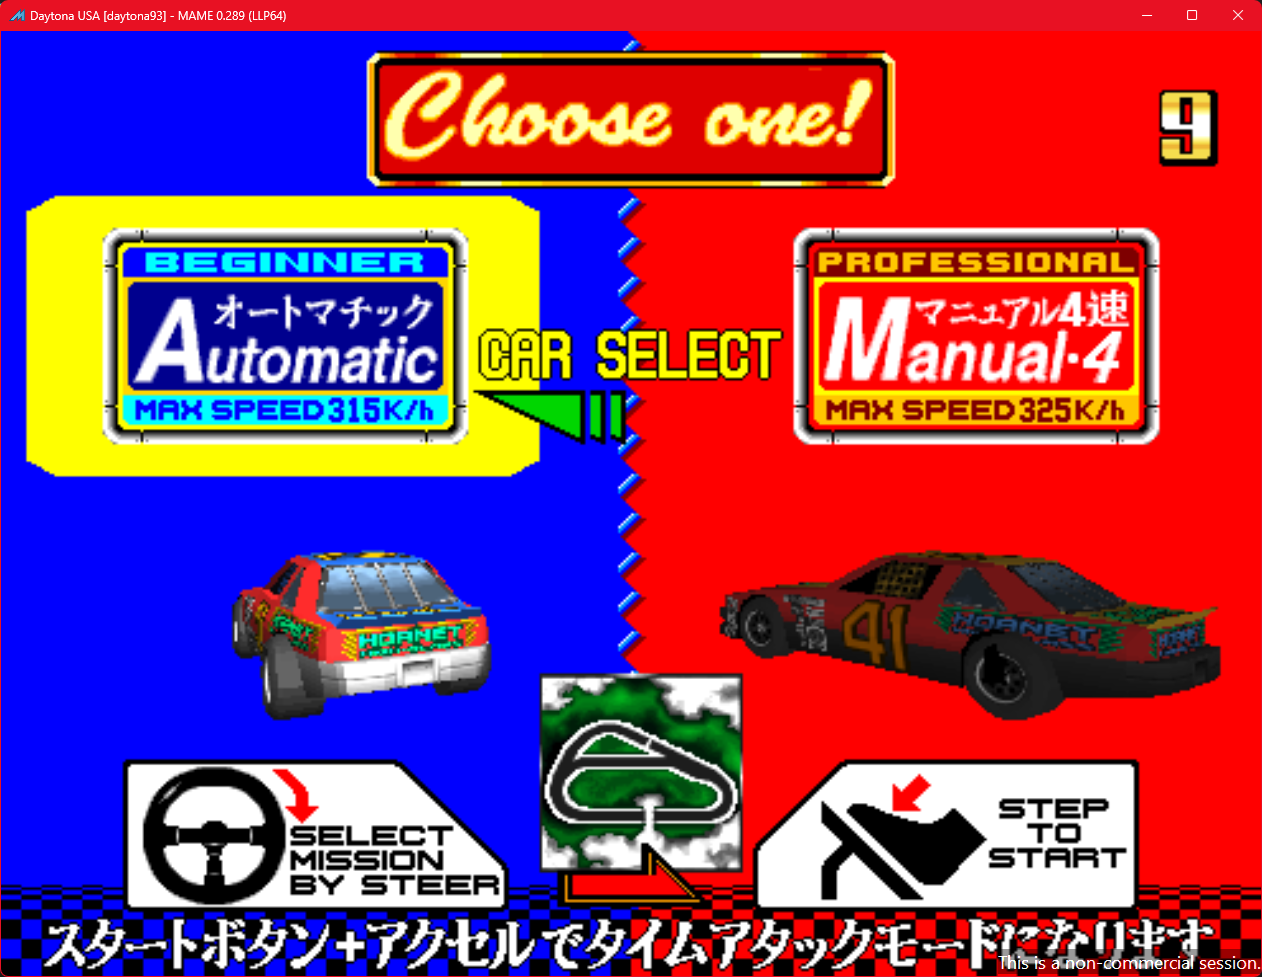 Daytona USA [daytona93] - MAME 0.289 (LLP64)
Choose one!
9
BEGINNER
オートマチック
Automatic
MAX SPEED 315K/h
CAR SELECT
PROFESSIONAL
マニュアル4速
Manual·4
MAX SPEED 325K/h
HORNET
41
HORNET
SELECT
MISSION
BY STEER
STEP
TO
START
スタートボタン+アクセルでタイムアタックモードになります
This is a non-commercial session.